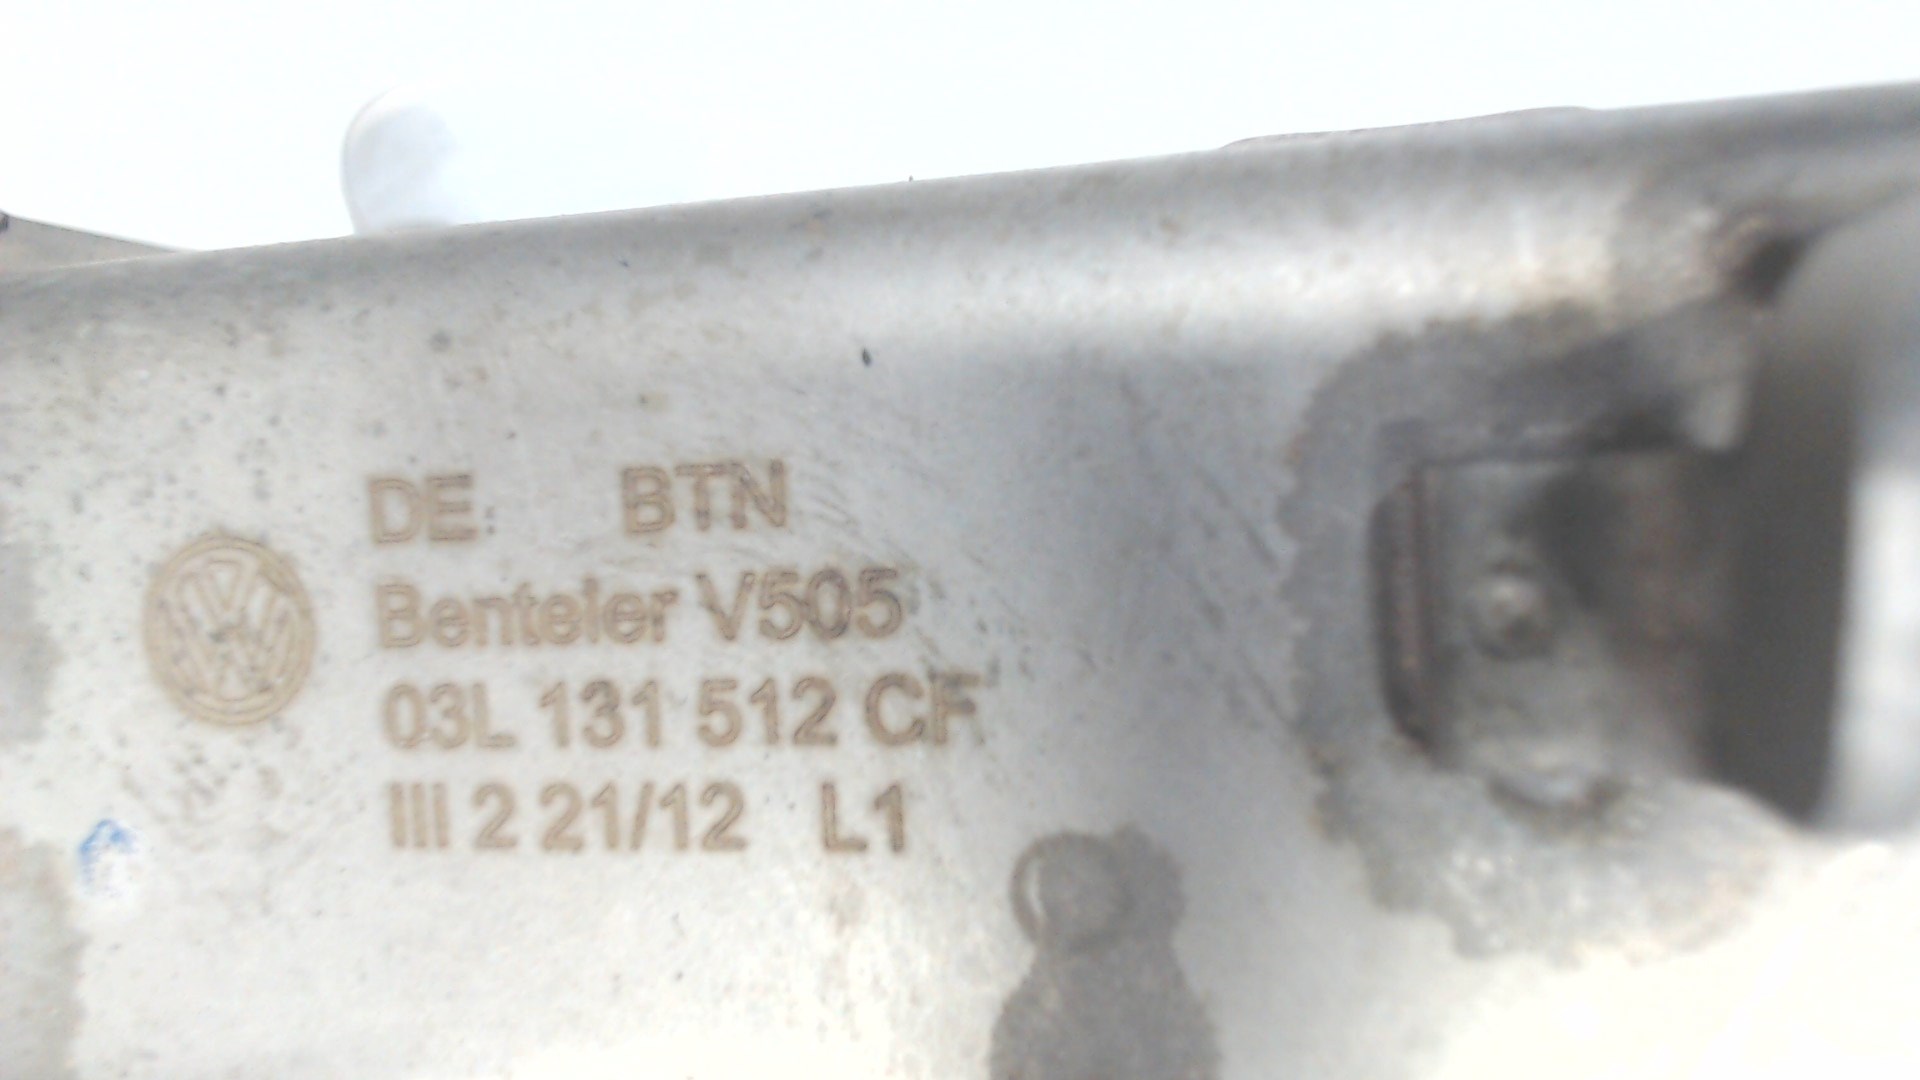 DE BTN
Benteler V505
03L 131 512 CF
III 2 21/12 L1